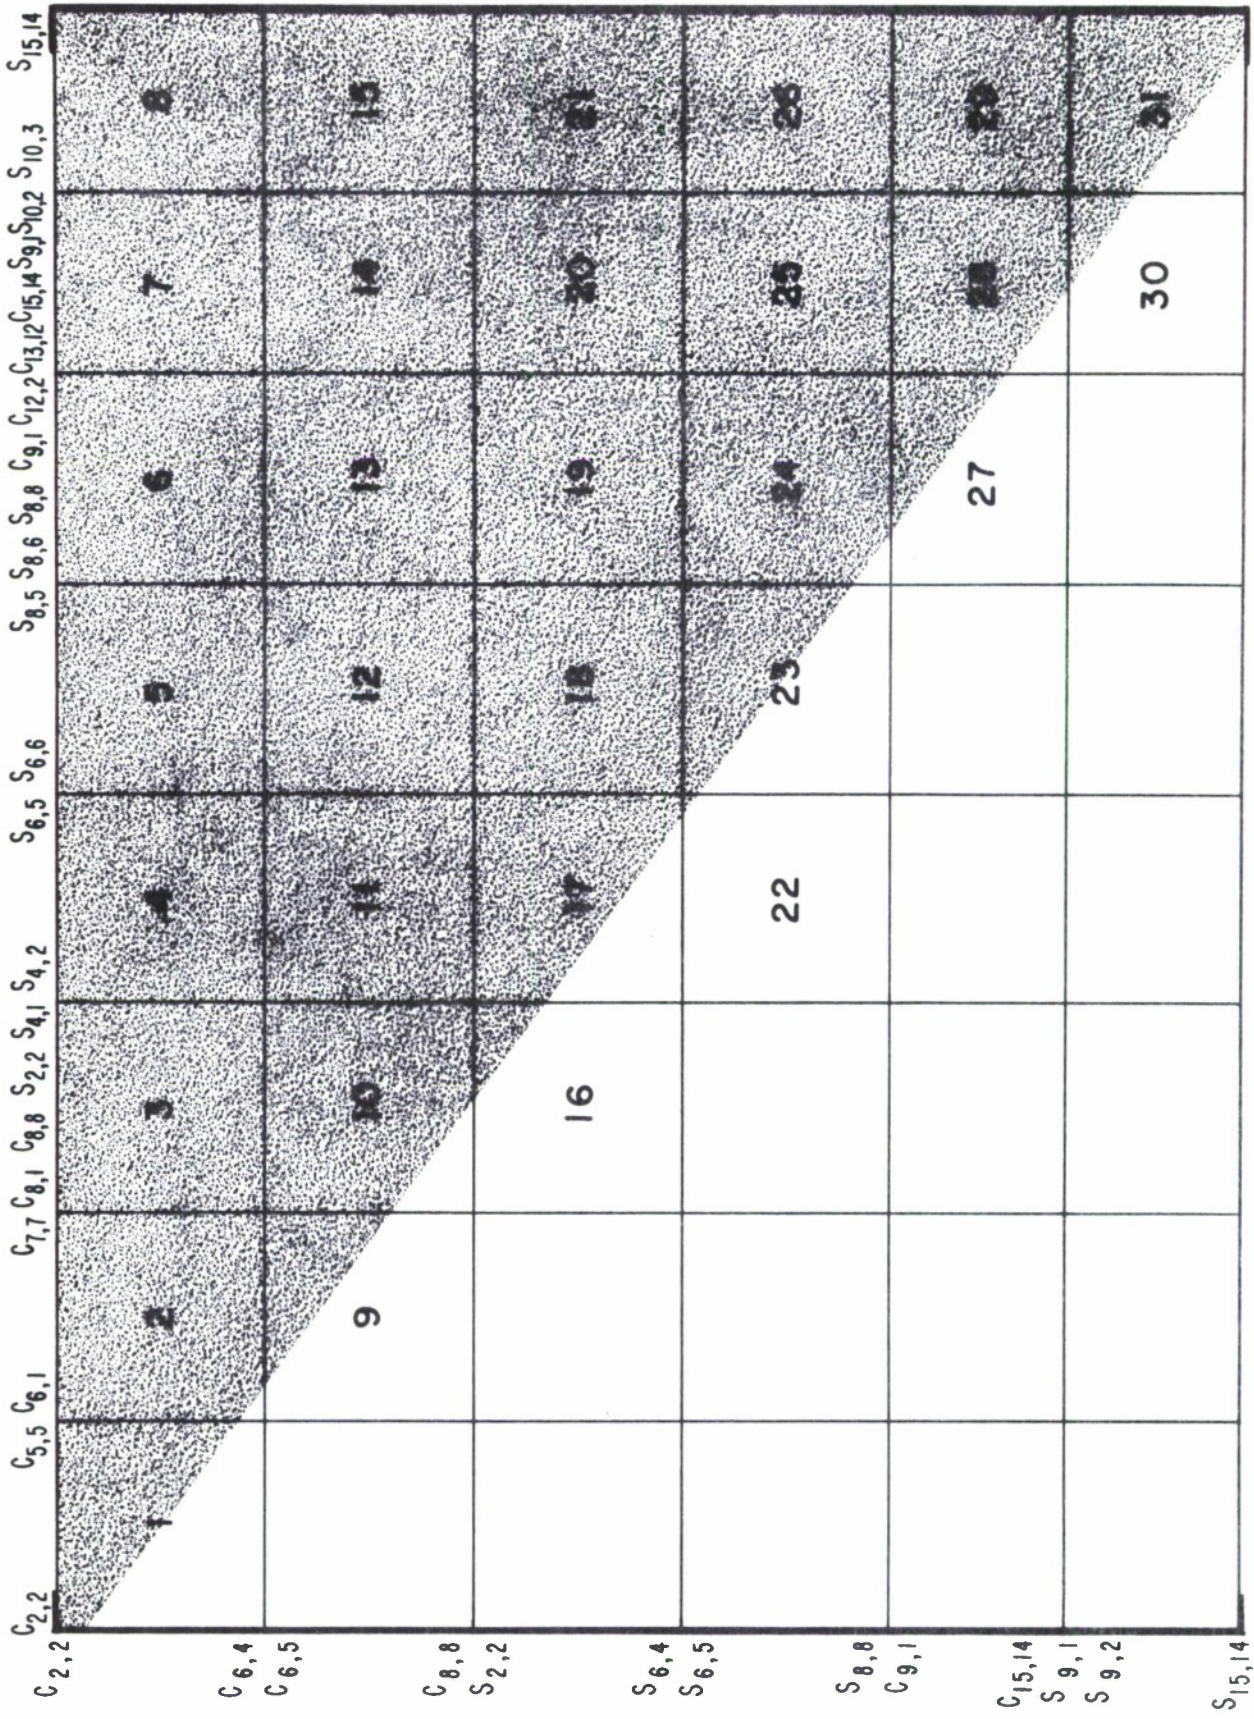 C2,2 C5,5 C6,1 C7,7 C8,1 C8,8 S2,2 S4,1 S4,2 S6,5 S6,6 S8,5 S8,6 S8,8 C9,1 C12,2 C13,12 C15,14 S9,1 S10,2 S10,3 S15,14
C2,2
1 2 3 4 5 6 7 8
C6,4
C6,5
9 10 11 12 13 14 15
C8,8
S2,2
16 17 18 19 20 21
S6,4
S6,5
22 23 24 25 26
S8,8
C9,1
27 28 29
C15,14
S9,1
S9,2
30 31
S15,14